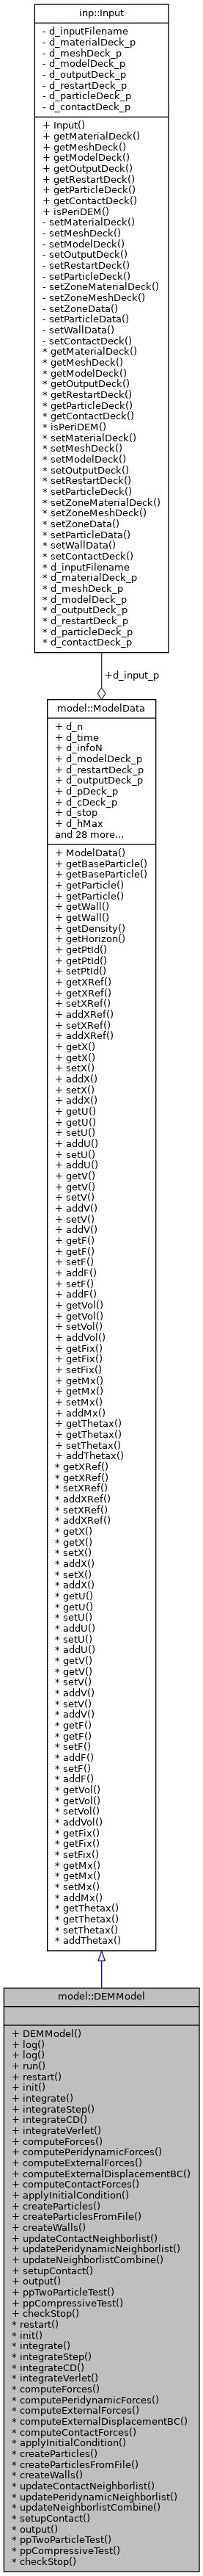 inp::Input
- d_inputFilename
- d_materialDeck_p
- d_meshDeck_p
- d_modelDeck_p
- d_outputDeck_p
- d_restartDeck_p
- d_particleDeck_p
- d_contactDeck_p
+ Input()
+ getMaterialDeck()
+ getMeshDeck()
+ getModelDeck()
+ getOutputDeck()
+ getRestartDeck()
+ getParticleDeck()
+ getContactDeck()
+ isPeriDEM()
- setMaterialDeck()
- setMeshDeck()
- setModelDeck()
- setOutputDeck()
- setRestartDeck()
- setParticleDeck()
- setZoneMaterialDeck()
- setZoneMeshDeck()
- setZoneData()
- setParticleData()
- setWallData()
- setContactDeck()
* getMaterialDeck()
* getMeshDeck()
* getModelDeck()
* getOutputDeck()
* getRestartDeck()
* getParticleDeck()
* getContactDeck()
* isPeriDEM()
* setMaterialDeck()
* setMeshDeck()
* setModelDeck()
* setOutputDeck()
* setRestartDeck()
* setParticleDeck()
* setZoneMaterialDeck()
* setZoneMeshDeck()
* setZoneData()
* setParticleData()
* setWallData()
* setContactDeck()
* d_inputFilename
* d_materialDeck_p
* d_meshDeck_p
* d_modelDeck_p
* d_outputDeck_p
* d_restartDeck_p
* d_particleDeck_p
* d_contactDeck_p
+d_input_p
model::ModelData
+ d_n
+ d_time
+ d_infoN
+ d_modelDeck_p
+ d_restartDeck_p
+ d_outputDeck_p
+ d_pDeck_p
+ d_cDeck_p
+ d_stop
+ d_hMax
and 28 more...
+ ModelData()
+ getBaseParticle()
+ getBaseParticle()
+ getParticle()
+ getParticle()
+ getWall()
+ getWall()
+ getDensity()
+ getHorizon()
+ getPtId()
+ getPtId()
+ setPtId()
+ getXRef()
+ getXRef()
+ setXRef()
+ addXRef()
+ setXRef()
+ addXRef()
+ getX()
+ getX()
+ setX()
+ addX()
+ setX()
+ addX()
+ getU()
+ getU()
+ setU()
+ addU()
+ setU()
+ addU()
+ getV()
+ getV()
+ setV()
+ addV()
+ setV()
+ addV()
+ getF()
+ getF()
+ setF()
+ addF()
+ setF()
+ addF()
+ getVol()
+ getVol()
+ setVol()
+ addVol()
+ getFix()
+ getFix()
+ setFix()
+ getMx()
+ getMx()
+ setMx()
+ addMx()
+ getThetax()
+ getThetax()
+ setThetax()
+ addThetax()
* getXRef()
* getXRef()
* setXRef()
* addXRef()
* setXRef()
* addXRef()
* getX()
* getX()
* setX()
* addX()
* setX()
* addX()
* getU()
* getU()
* setU()
* addU()
* setU()
* addU()
* getV()
* getV()
* setV()
* addV()
* setV()
* addV()
* getF()
* getF()
* setF()
* addF()
* setF()
* addF()
* getVol()
* getVol()
* setVol()
* addVol()
* getFix()
* getFix()
* setFix()
* getMx()
* getMx()
* setMx()
* addMx()
* getThetax()
* getThetax()
* setThetax()
* addThetax()
model::DEMModel
+ DEMModel()
+ log()
+ log()
+ run()
+ restart()
+ init()
+ integrate()
+ integrateStep()
+ integrateCD()
+ integrateVerlet()
+ computeForces()
+ computePeridynamicForces()
+ computeExternalForces()
+ computeExternalDisplacementBC()
+ computeContactForces()
+ applyInitialCondition()
+ createParticles()
+ createParticlesFromFile()
+ createWalls()
+ updateContactNeighborlist()
+ updatePeridynamicNeighborlist()
+ updateNeighborlistCombine()
+ setupContact()
+ output()
+ ppTwoParticleTest()
+ ppCompressiveTest()
+ checkStop()
* restart()
* init()
* integrate()
* integrateStep()
* integrateCD()
* integrateVerlet()
* computeForces()
* computePeridynamicForces()
* computeExternalForces()
* computeExternalDisplacementBC()
* computeContactForces()
* applyInitialCondition()
* createParticles()
* createParticlesFromFile()
* createWalls()
* updateContactNeighborlist()
* updatePeridynamicNeighborlist()
* updateNeighborlistCombine()
* setupContact()
* output()
* ppTwoParticleTest()
* ppCompressiveTest()
* checkStop()